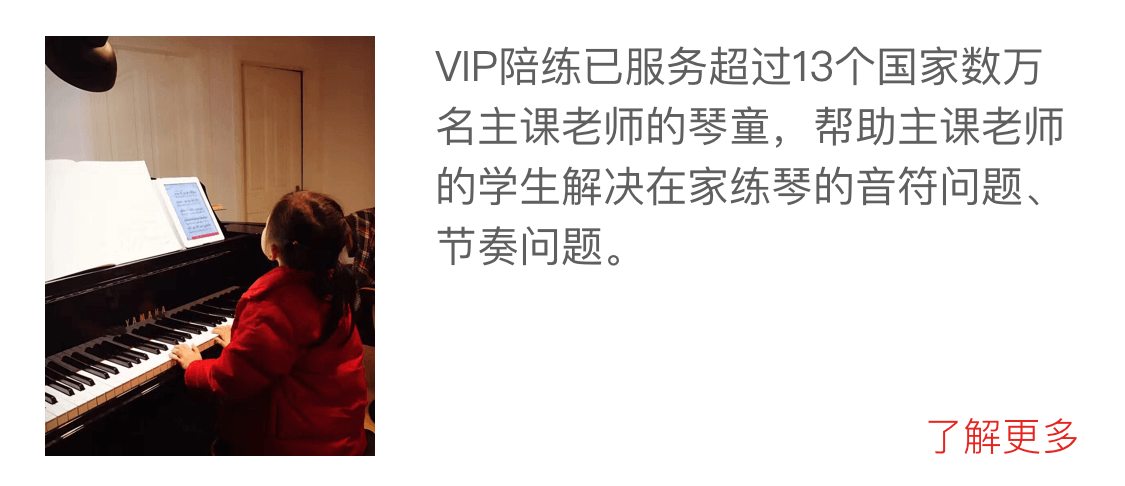 VIP陪练已服务超过13个国家数万
名主课老师的琴童，帮助主课老师
的学生解决在家练琴的音符问题、
节奏问题。
YAMAHA
了解更多